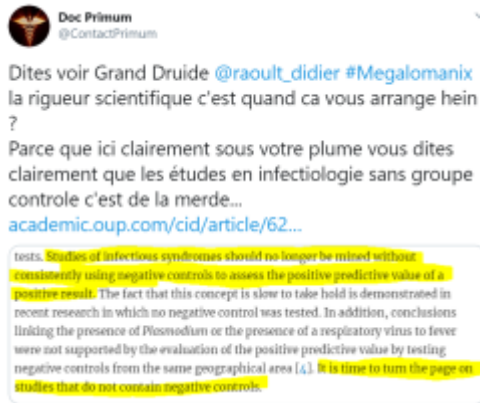 Doc Primum
@ContactPrimum
Dites voir Grand Druide @raoult_didier #Megalomanix
la rigueur scientifique c'est quand ca vous arrange hein
?
Parce que ici clairement sous votre plume vous dites
clairement que les études en infectiologie sans groupe
controle c'est de la merde...
academic.oup.com/cid/article/62...
tests. Studies of infectious syndromes should no longer be mined without
consistently using negative controls to assess the positive predictive value of a
positive result. The fact that this concept is slow to take hold is demonstrated in
recent research in which no negative control was tested. In addition, conclusions
linking the presence of Plasmodium or the presence of a respiratory virus to fever
were not supported by the evaluation of the positive predictive value by testing
negative controls from the same geographical area [4]. It is time to turn the page on
studies that do not contain negative controls.